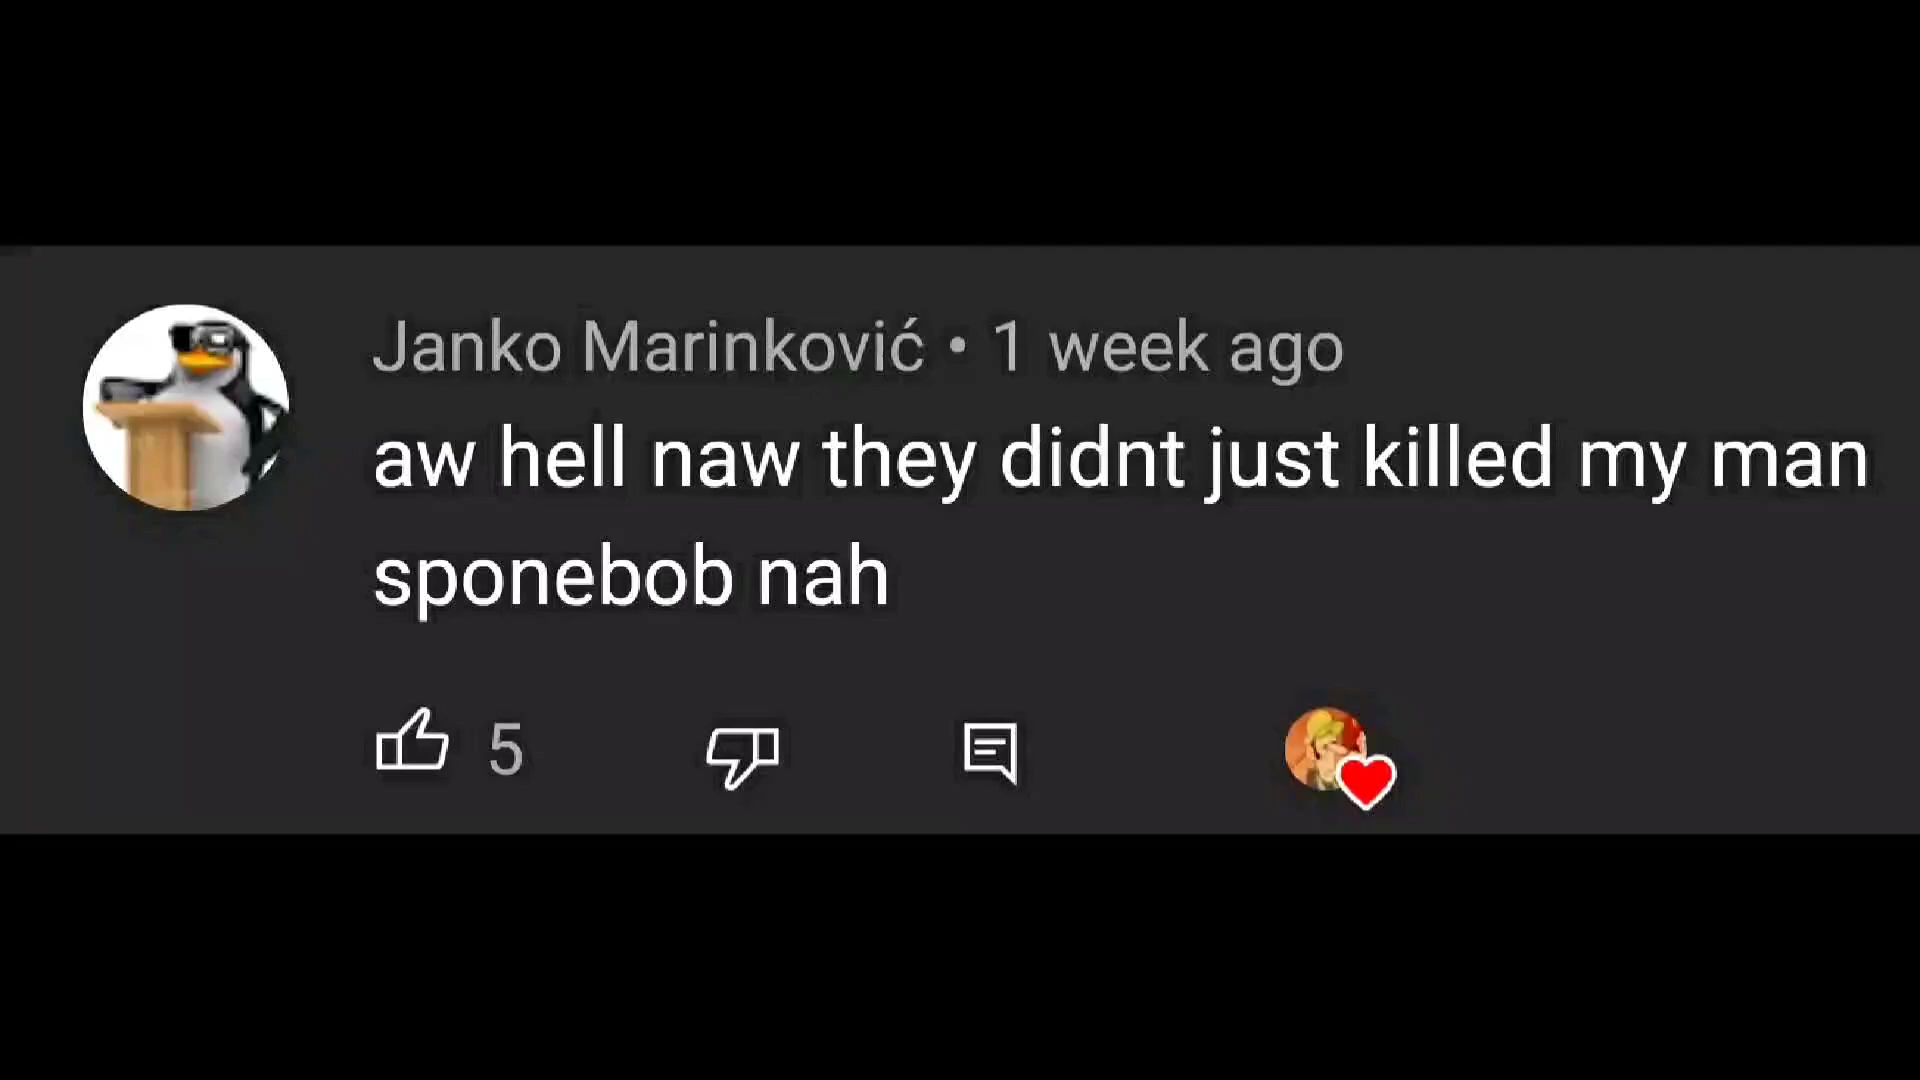 Janko Marinković • 1 week ago
aw hell naw they didnt just killed my man
sponebob nah
5